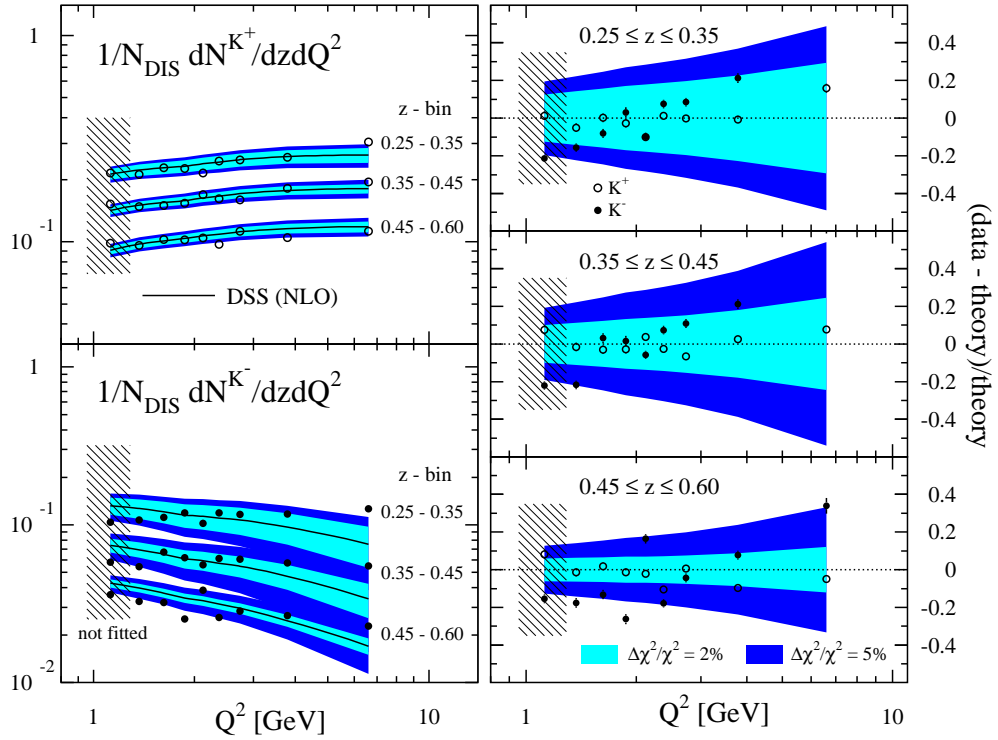 1
1/N_DIS dN^K+/dzdQ^2
z - bin
0.25 - 0.35
0.35 - 0.45
0.45 - 0.60
10^-1
DSS (NLO)
1
1/N_DIS dN^K-/dzdQ^2
z - bin
0.25 - 0.35
10^-1
0.35 - 0.45
0.45 - 0.60
not fitted
10^-2
1
10
Q^2 [GeV]
0.25 ≤ z ≤ 0.35
0.4
0.2
0
-0.2
-0.4
K^+
K^-
0.35 ≤ z ≤ 0.45
0.4
0.2
0
-0.2
-0.4
0.45 ≤ z ≤ 0.60
0.4
0.2
0
-0.2
-0.4
Δχ^2/χ^2 = 2%
Δχ^2/χ^2 = 5%
1
10
Q^2 [GeV]
(data - theory)/theory